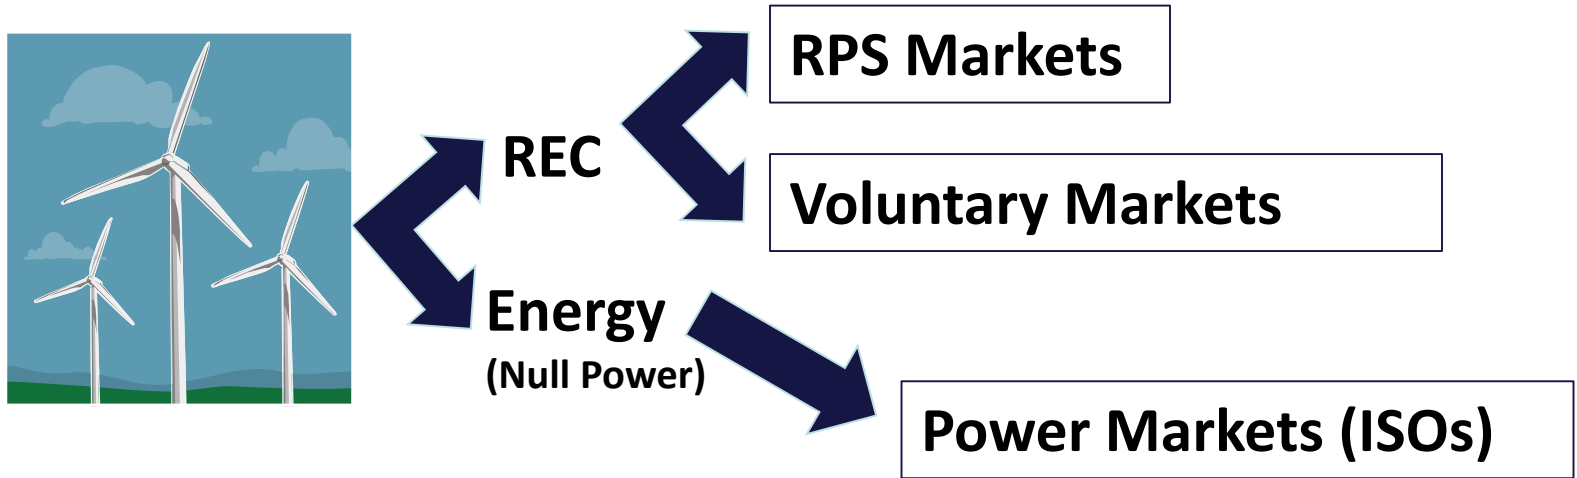 RPS Markets
REC
Voluntary Markets
Energy
(Null Power)
Power Markets (ISOs)